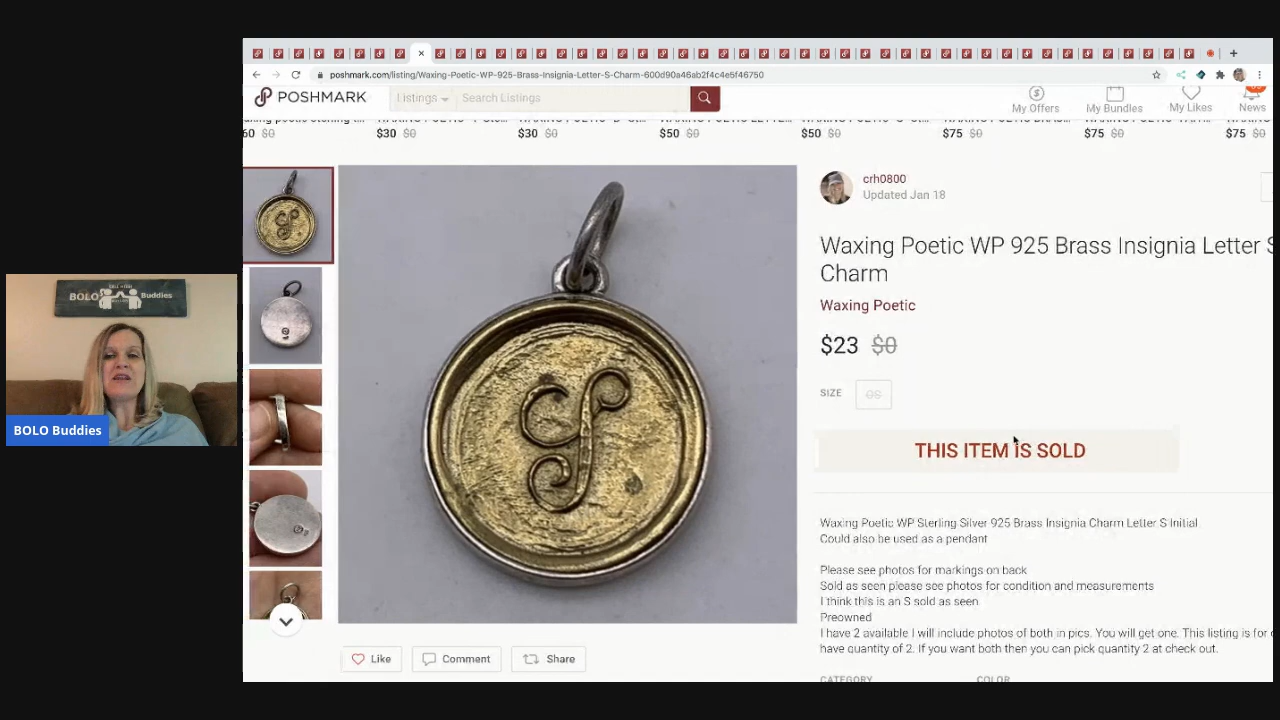 poshmark.com/listing/Waxing-Poetic-WP-925-Brass-Insignia-Letter-S-Charm-600d90a46ab2f4c4e5f46750
POSHMARK
Listings
Search Listings
My Offers
My Bundles
My Likes
News
60 $0
$30 $0
$30 $0
$50 $0
$50 $0
$75 $0
$75 $0
$75 $0
crh0800
Updated Jan 18
Waxing Poetic WP 925 Brass Insignia Letter S
Charm
Waxing Poetic
$23 $0
SIZE OS
THIS ITEM IS SOLD
Waxing Poetic WP Sterling Silver 925 Brass Insignia Charm Letter S Initial
Could also be used as a pendant
Please see photos for markings on back
Sold as seen please see photos for condition and measurements
I think this is an S sold as seen.
Preowned
I have 2 available I will include photos of both in pics. You will get one. This listing is for
have quantity of 2. If you want both then you can pick quantity 2 at check out.
CATEGORY COLOR
Like
Comment
Share
BOLO Buddies
BOLO Buddies